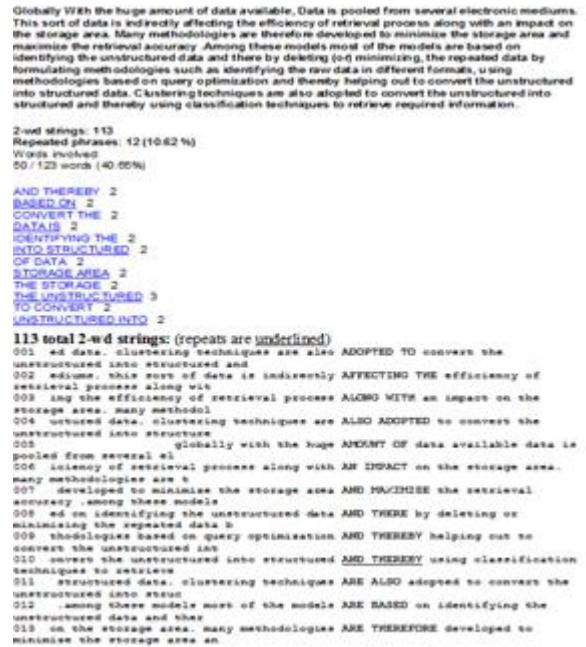 Globally With the huge amount of data available, Data is pooled from several electronic mediums.
This sort of data is indirectly affecting the efficiency of retrieval process along with an impact on
the storage area. Many methodologies are therefore developed to minimize the storage area and
maximize the retrieval accuracy .Among these models most of the models are based on
identifying the unstructured data and there by deleting (or) minimizing, the repeated data by
formulating methodologies such as identifying the raw data in different formats, using
methodologies based on query optimization and thereby helping out to convert the unstructured
into structured data. Clustering techniques are also adopted to convert the unstructured into
structured and thereby using classification techniques to retrieve required information.
2-wd strings: 113
Repeated phrases: 12 (10.62 %)
Words involved
50 / 123 words (40.65%)
AND THEREBY 2
BASED ON 2
CONVERT THE 2
DATA IS 2
IDENTIFYING THE 2
INTO STRUCTURED 2
OF DATA 2
STORAGE AREA 2
THE STORAGE 2
THE UNSTRUCTURED 3
TO CONVERT 2
UNSTRUCTURED INTO 2
113 total 2-wd strings: (repeats are underlined)
001 ed data. clustering techniques are also ADOPTED TO convert the
unstructured into structured and
002 ediums. this sort of data is indirectly AFFECTING THE efficiency of
retrieval process along wit
003 ing the efficiency of retrieval process ALONG WITH an impact on the
storage area. many methodol
004 uctured data. clustering techniques are ALSO ADOPTED to convert the
unstructured into structure
005 globally with the huge AMOUNT OF data available data is
pooled from several el
006 iciency of retrieval process along with AN IMPACT on the storage area.
many methodologies are t
007 developed to minimize the storage area AND MAXIMIZE the retrieval
accuracy .among these models
008 ed on identifying the unstructured data AND THERE by deleting or
minimizing the repeated data b
009 thodologies based on query optimization AND THEREBY helping out to
convert the unstructured int
010 onvert the unstructured into structured AND THEREBY using classification
techniques to retrieve
011 structured data. clustering techniques ARE ALSO adopted to convert the
unstructured into struc
012 .among these models most of the models ARE BASED on identifying the
unstructured data and ther
013 on the storage area. many methodologies ARE THEREFORE developed to
minimize the storage area an